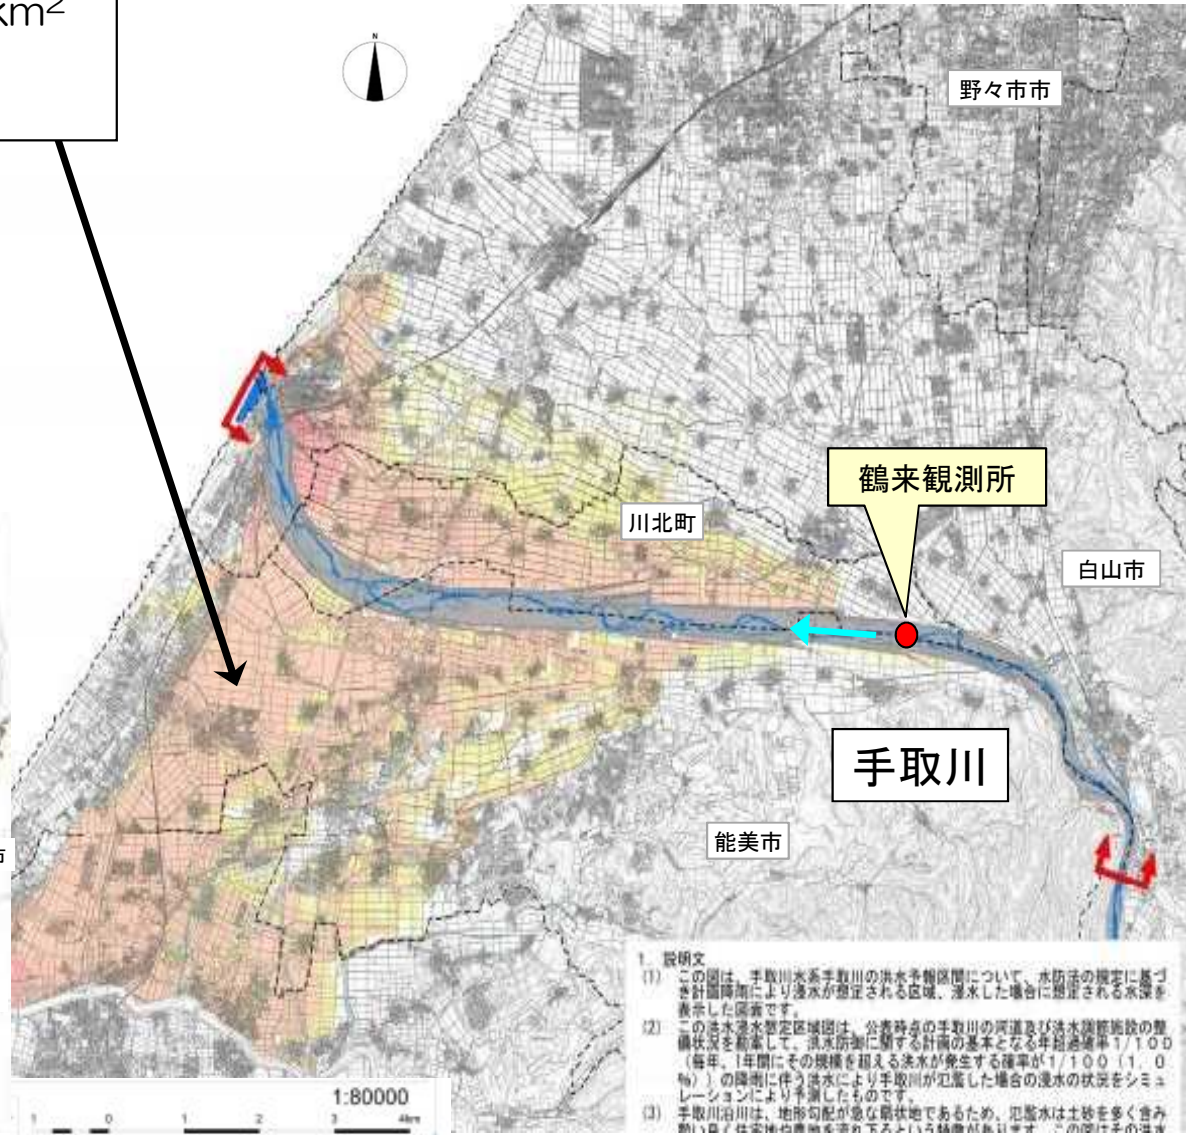 km²
N
野々市市
鶴来観測所
川北町
白山市
手取川
能美市
市
1. 説明文
(1) この図は、手取川水系手取川の洪水予報区間について、水防法の規定に基づ
き計画降雨により浸水が想定される区域、浸水した場合に想定される水深を
表示した図面です。
(2) この洪水浸水想定区域図は、公表時点の手取川の河道及び洪水調節施設の整
備状況を勘案して、洪水防御に関する計画の基本となる年超過確率1/100
（毎年、1年間にその規模を超える洪水が発生する確率が1/100（1.0
%））の降雨に伴う洪水により手取川が氾濫した場合の浸水の状況をシミュ
レーションにより予測したものです。
(3) 手取川沿川は、地形勾配が急な扇状地であるため、氾濫水は土砂を多く含み
1:80000
1 0 1 2 3 4km